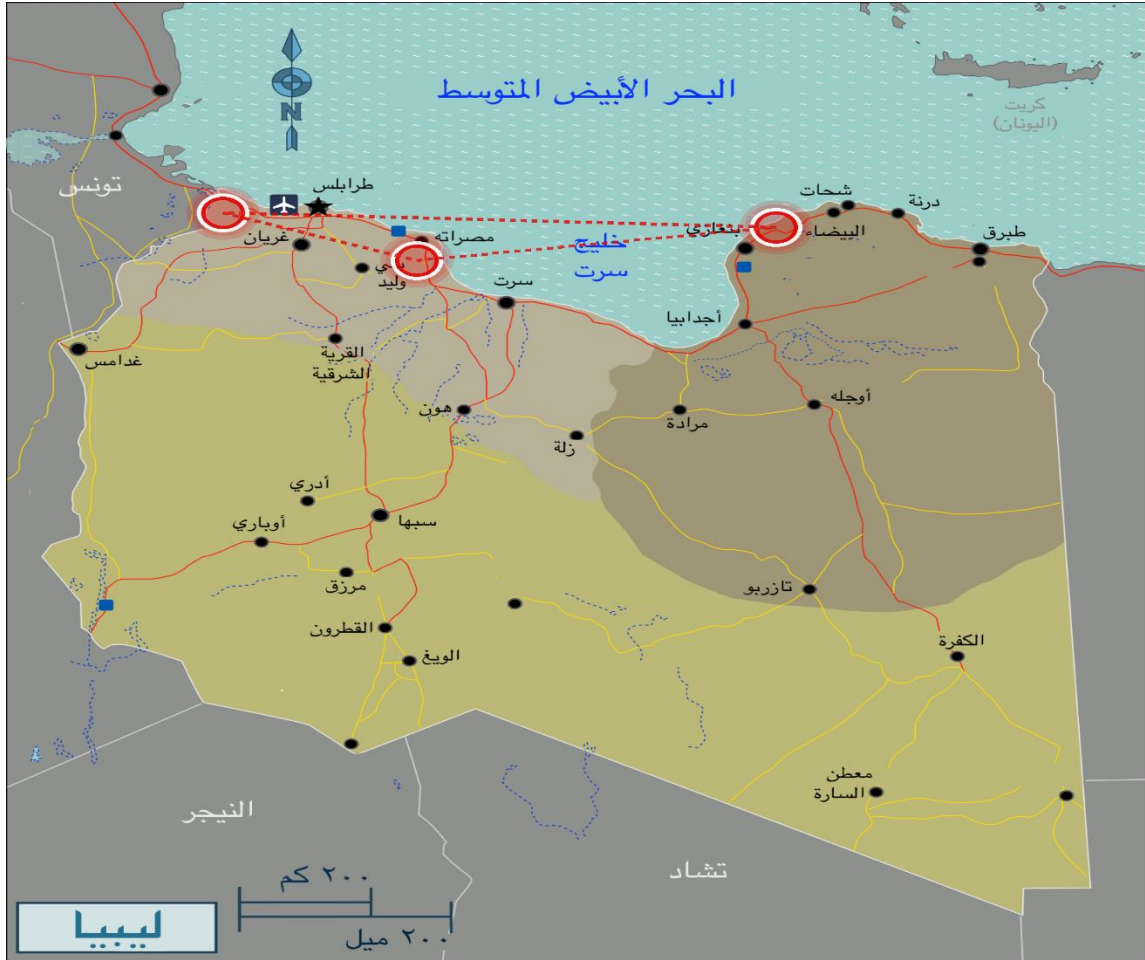 البحر الأبيض المتوسط
كريت
(اليونان)
N
تونس
طرابلس
شحات
درنة
غريان
مصراته
بنغازي
البيضاء
طبرق
خليج
سرت
وليد
سرت
أجدابيا
غدامس
القرية
الشرقية
هون
زلة
مرادة
أوجله
أدري
سبها
أوباري
مرزق
تازربو
القطرون
الويغ
الكفرة
معطن
السارة
النيجر
تشاد
٢٠٠ كم
٢٠٠ ميل
ليبيا